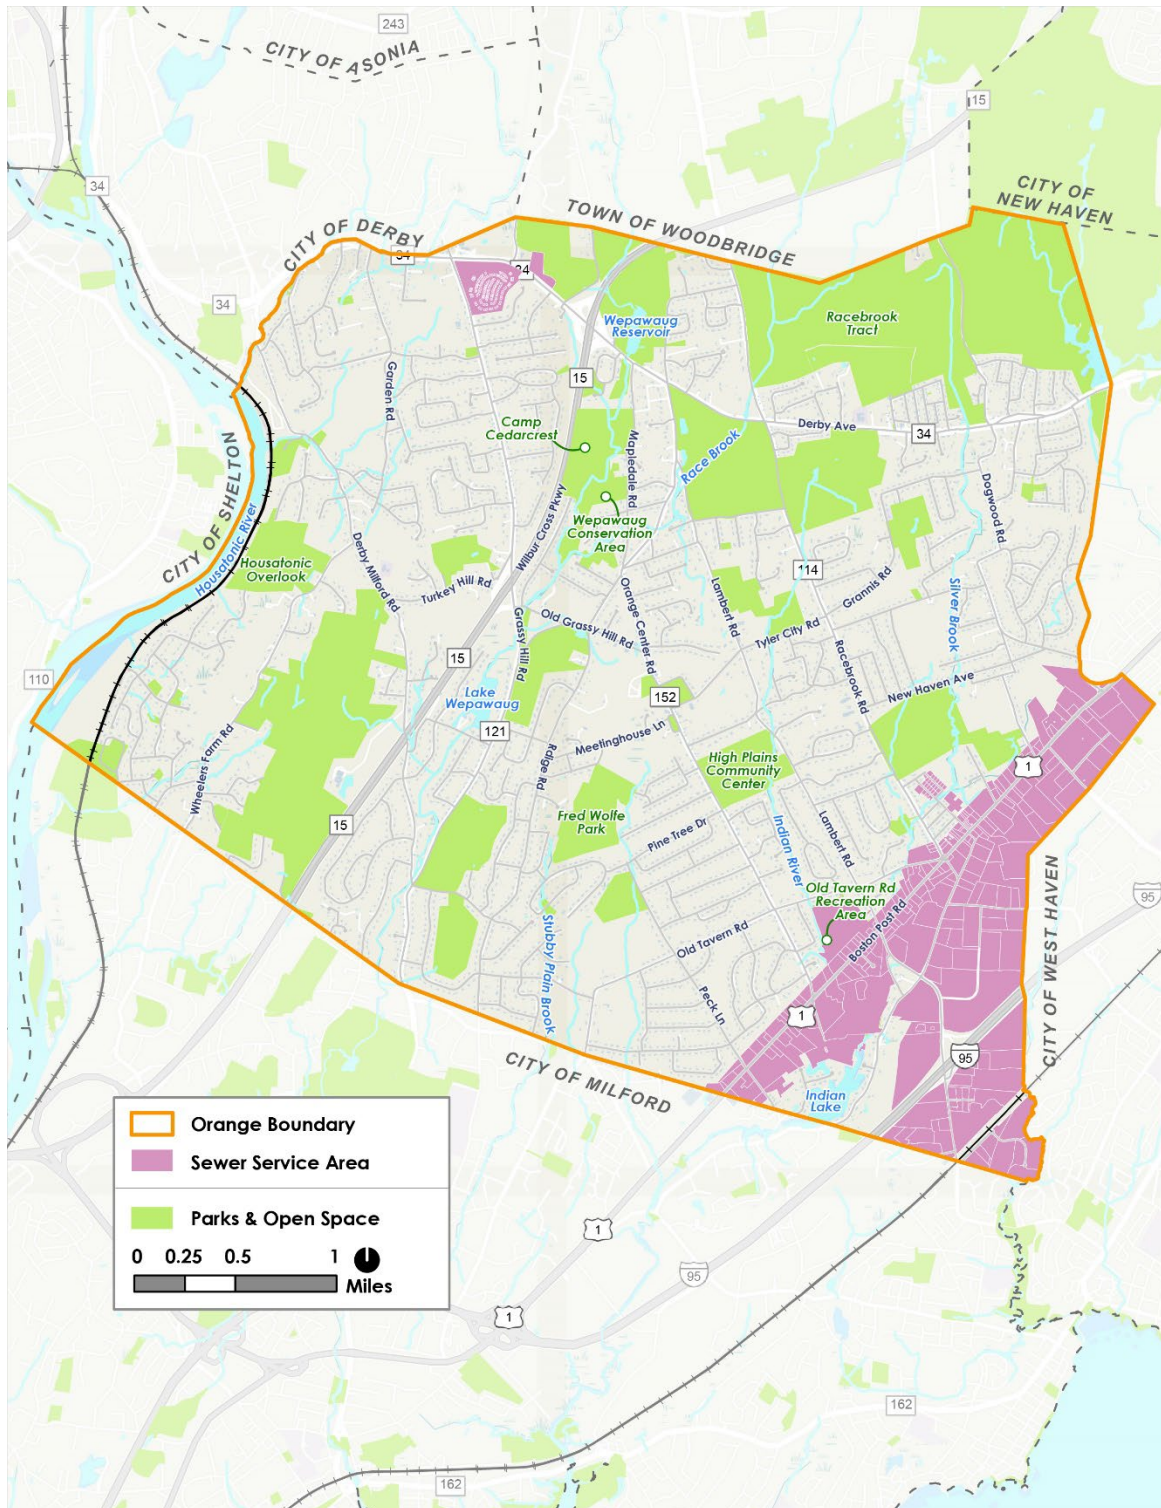 243
CITY OF ASONIA
15
34
CITY OF
NEW HAVEN
TOWN OF WOODBRIDGE
CITY OF DERBY
34
34
34
Wepawaug
Reservoir
Racebrook
Tract
15
Garden Rd
Camp
Cedarcrest
Mapledale Rd
Derby Ave
34
Race Brook
CITY OF SHELTON
Housatonic River
Wilbur Cross Pkwy
Wepawaug
Conservation
Area
Dogwood Rd
Housatonic
Overlook
Derby Milford Rd
Turkey Hill Rd
114
Grannis Rd
Silver Brook
Orange Center Rd
Lambert Rd
Old Grassy Hill Rd
Grassy Hill Rd
Tyler City Rd
Racebrook Rd
15
110
Lake
Wepawaug
152
New Haven Ave
121
Meetinghouse Ln
Rdige Rd
Wheelers Farm Rd
High Plains
Community
Center
1
15
Fred Wolfe
Park
Pine Tree Dr
Indian River
Lambert Rd
Old Tavern Rd
Recreation
Area
Boston Post Rd
95
CITY OF WEST HAVEN
Stubby Plain Brook
Old Tavern Rd
Peck Ln
1
95
CITY OF MILFORD
Indian
Lake
Orange Boundary
Sewer Service Area
Parks & Open Space
0 0.25 0.5 1
Miles
1
95
1
162
162